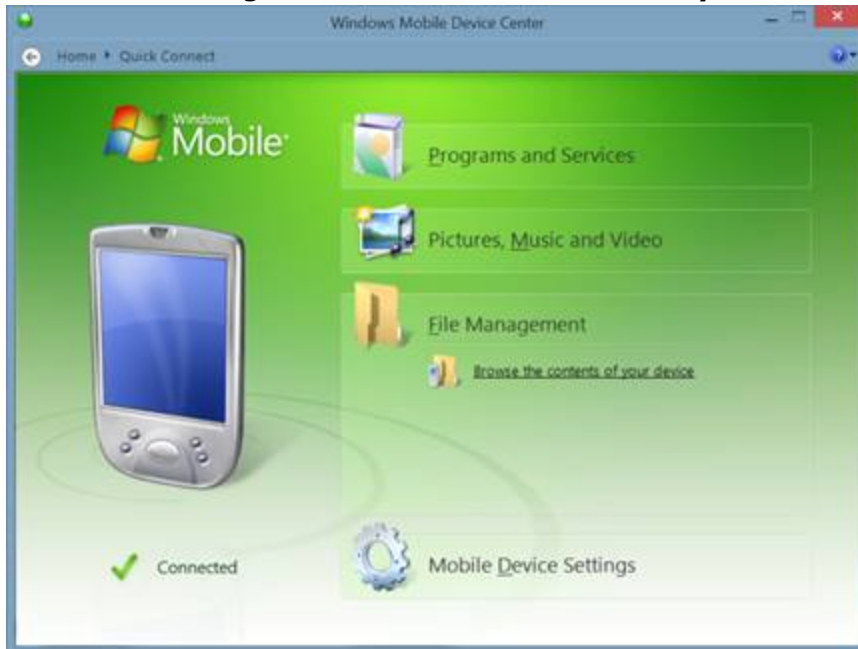 Windows Mobile Device Center
Home Quick Connect
Windows
Mobile
Programs and Services
Pictures, Music and Video
File Management
Browse the contents of your device
Connected
Mobile Device Settings